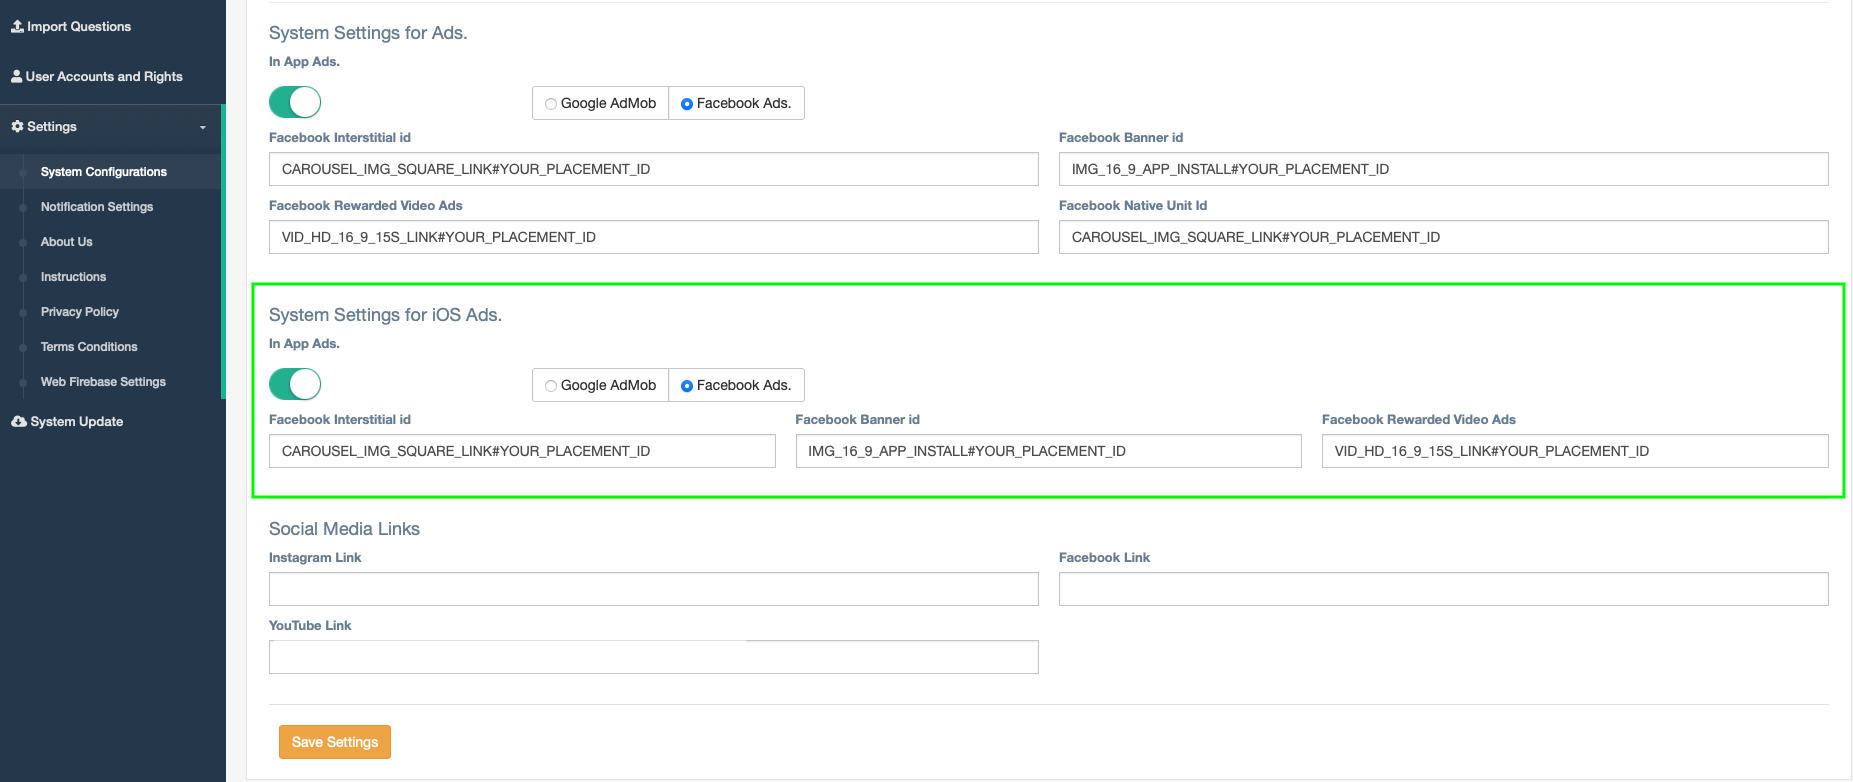 Import Questions
User Accounts and Rights
Settings
System Configurations
Notification Settings
About Us
Instructions
Privacy Policy
Terms Conditions
Web Firebase Settings
System Update
System Settings for Ads.
In App Ads.
Google AdMob Facebook Ads.
Facebook Interstitial id Facebook Banner id
CAROUSEL_IMG_SQUARE_LINK#YOUR_PLACEMENT_ID IMG_16_9_APP_INSTALL#YOUR_PLACEMENT_ID
Facebook Rewarded Video Ads Facebook Native Unit Id
VID_HD_16_9_15S_LINK#YOUR_PLACEMENT_ID CAROUSEL_IMG_SQUARE_LINK#YOUR_PLACEMENT_ID
System Settings for iOS Ads.
In App Ads.
Google AdMob Facebook Ads.
Facebook Interstitial id Facebook Banner id Facebook Rewarded Video Ads
CAROUSEL_IMG_SQUARE_LINK#YOUR_PLACEMENT_ID IMG_16_9_APP_INSTALL#YOUR_PLACEMENT_ID VID_HD_16_9_15S_LINK#YOUR_PLACEMENT_ID
Social Media Links
Instagram Link Facebook Link
YouTube Link
Save Settings